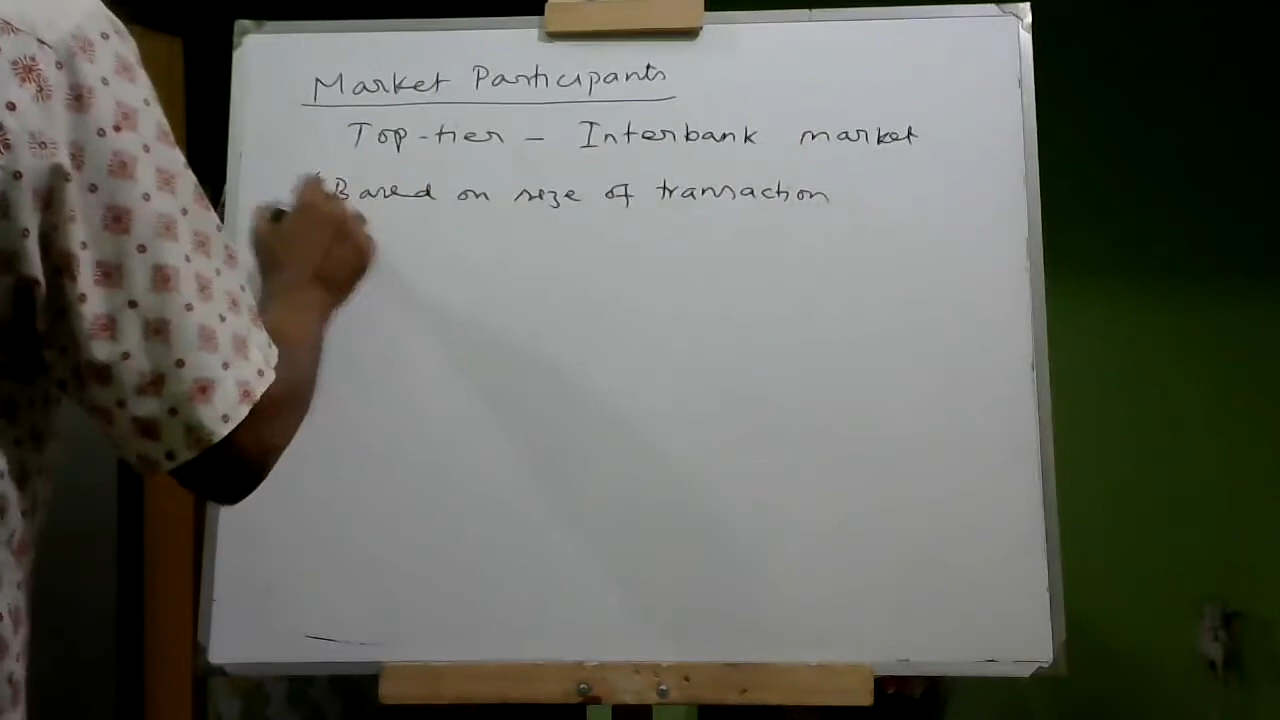 Market Participants
Top-tier - Interbank market
Based on size of transaction